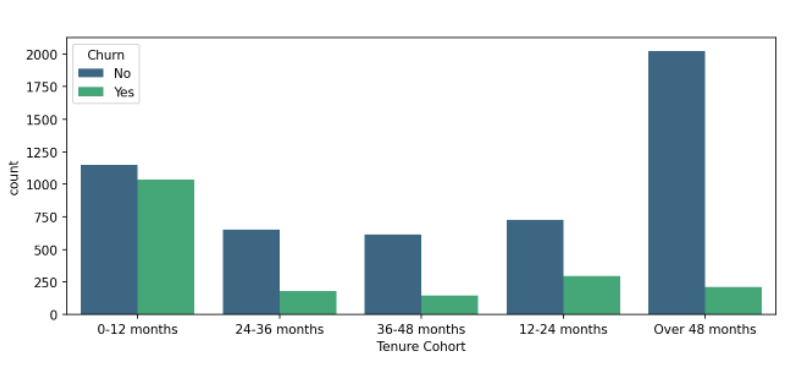 Churn
No
Yes
2000
1750
1500
1250
1000
750
500
250
0
count
0-12 months
24-36 months
36-48 months
12-24 months
Over 48 months
Tenure Cohort